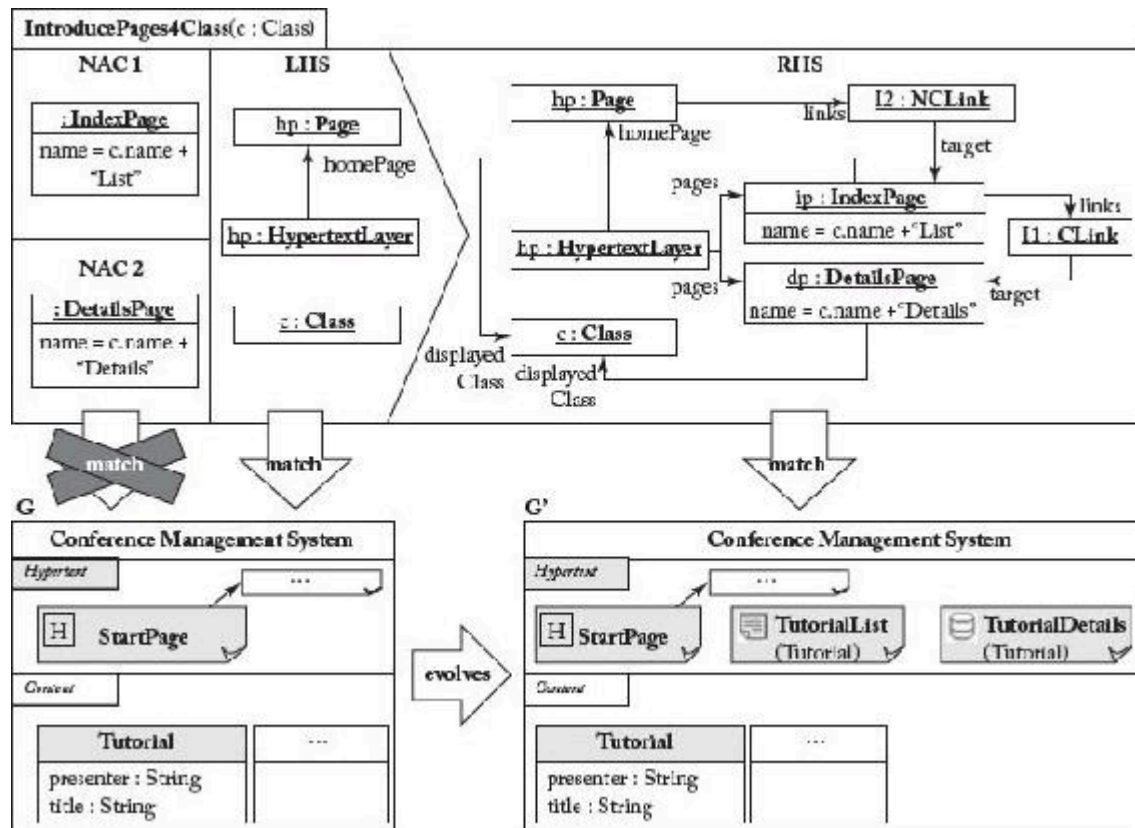 IntroducePages4Class(c : Class)
NAC 1
: IndexPage
name = c.name +
“List”
NAC 2
: DetailsPage
name = c.name +
“Details”
LHS
hp : Page
homePage
hp : HypertextLayer
c : Class
RHS
hp : Page
links
l2 : NCLink
homePage
target
pages
ip : IndexPage
name = c.name +“List”
links
hp : HypertextLayer
l1 : CLink
pages
dp : DetailsPage
name = c.name +“Details”
target
c : Class
displayed
Class
displayed
Class
match
match
match
G
Conference Management System
Hypertext
...
H
StartPage
Content
Tutorial
...
presenter : String
title : String
evolves
G’
Conference Management System
Hypertext
...
H
StartPage
TutorialList
(Tutorial)
TutorialDetails
(Tutorial)
Content
Tutorial
...
presenter : String
title : String